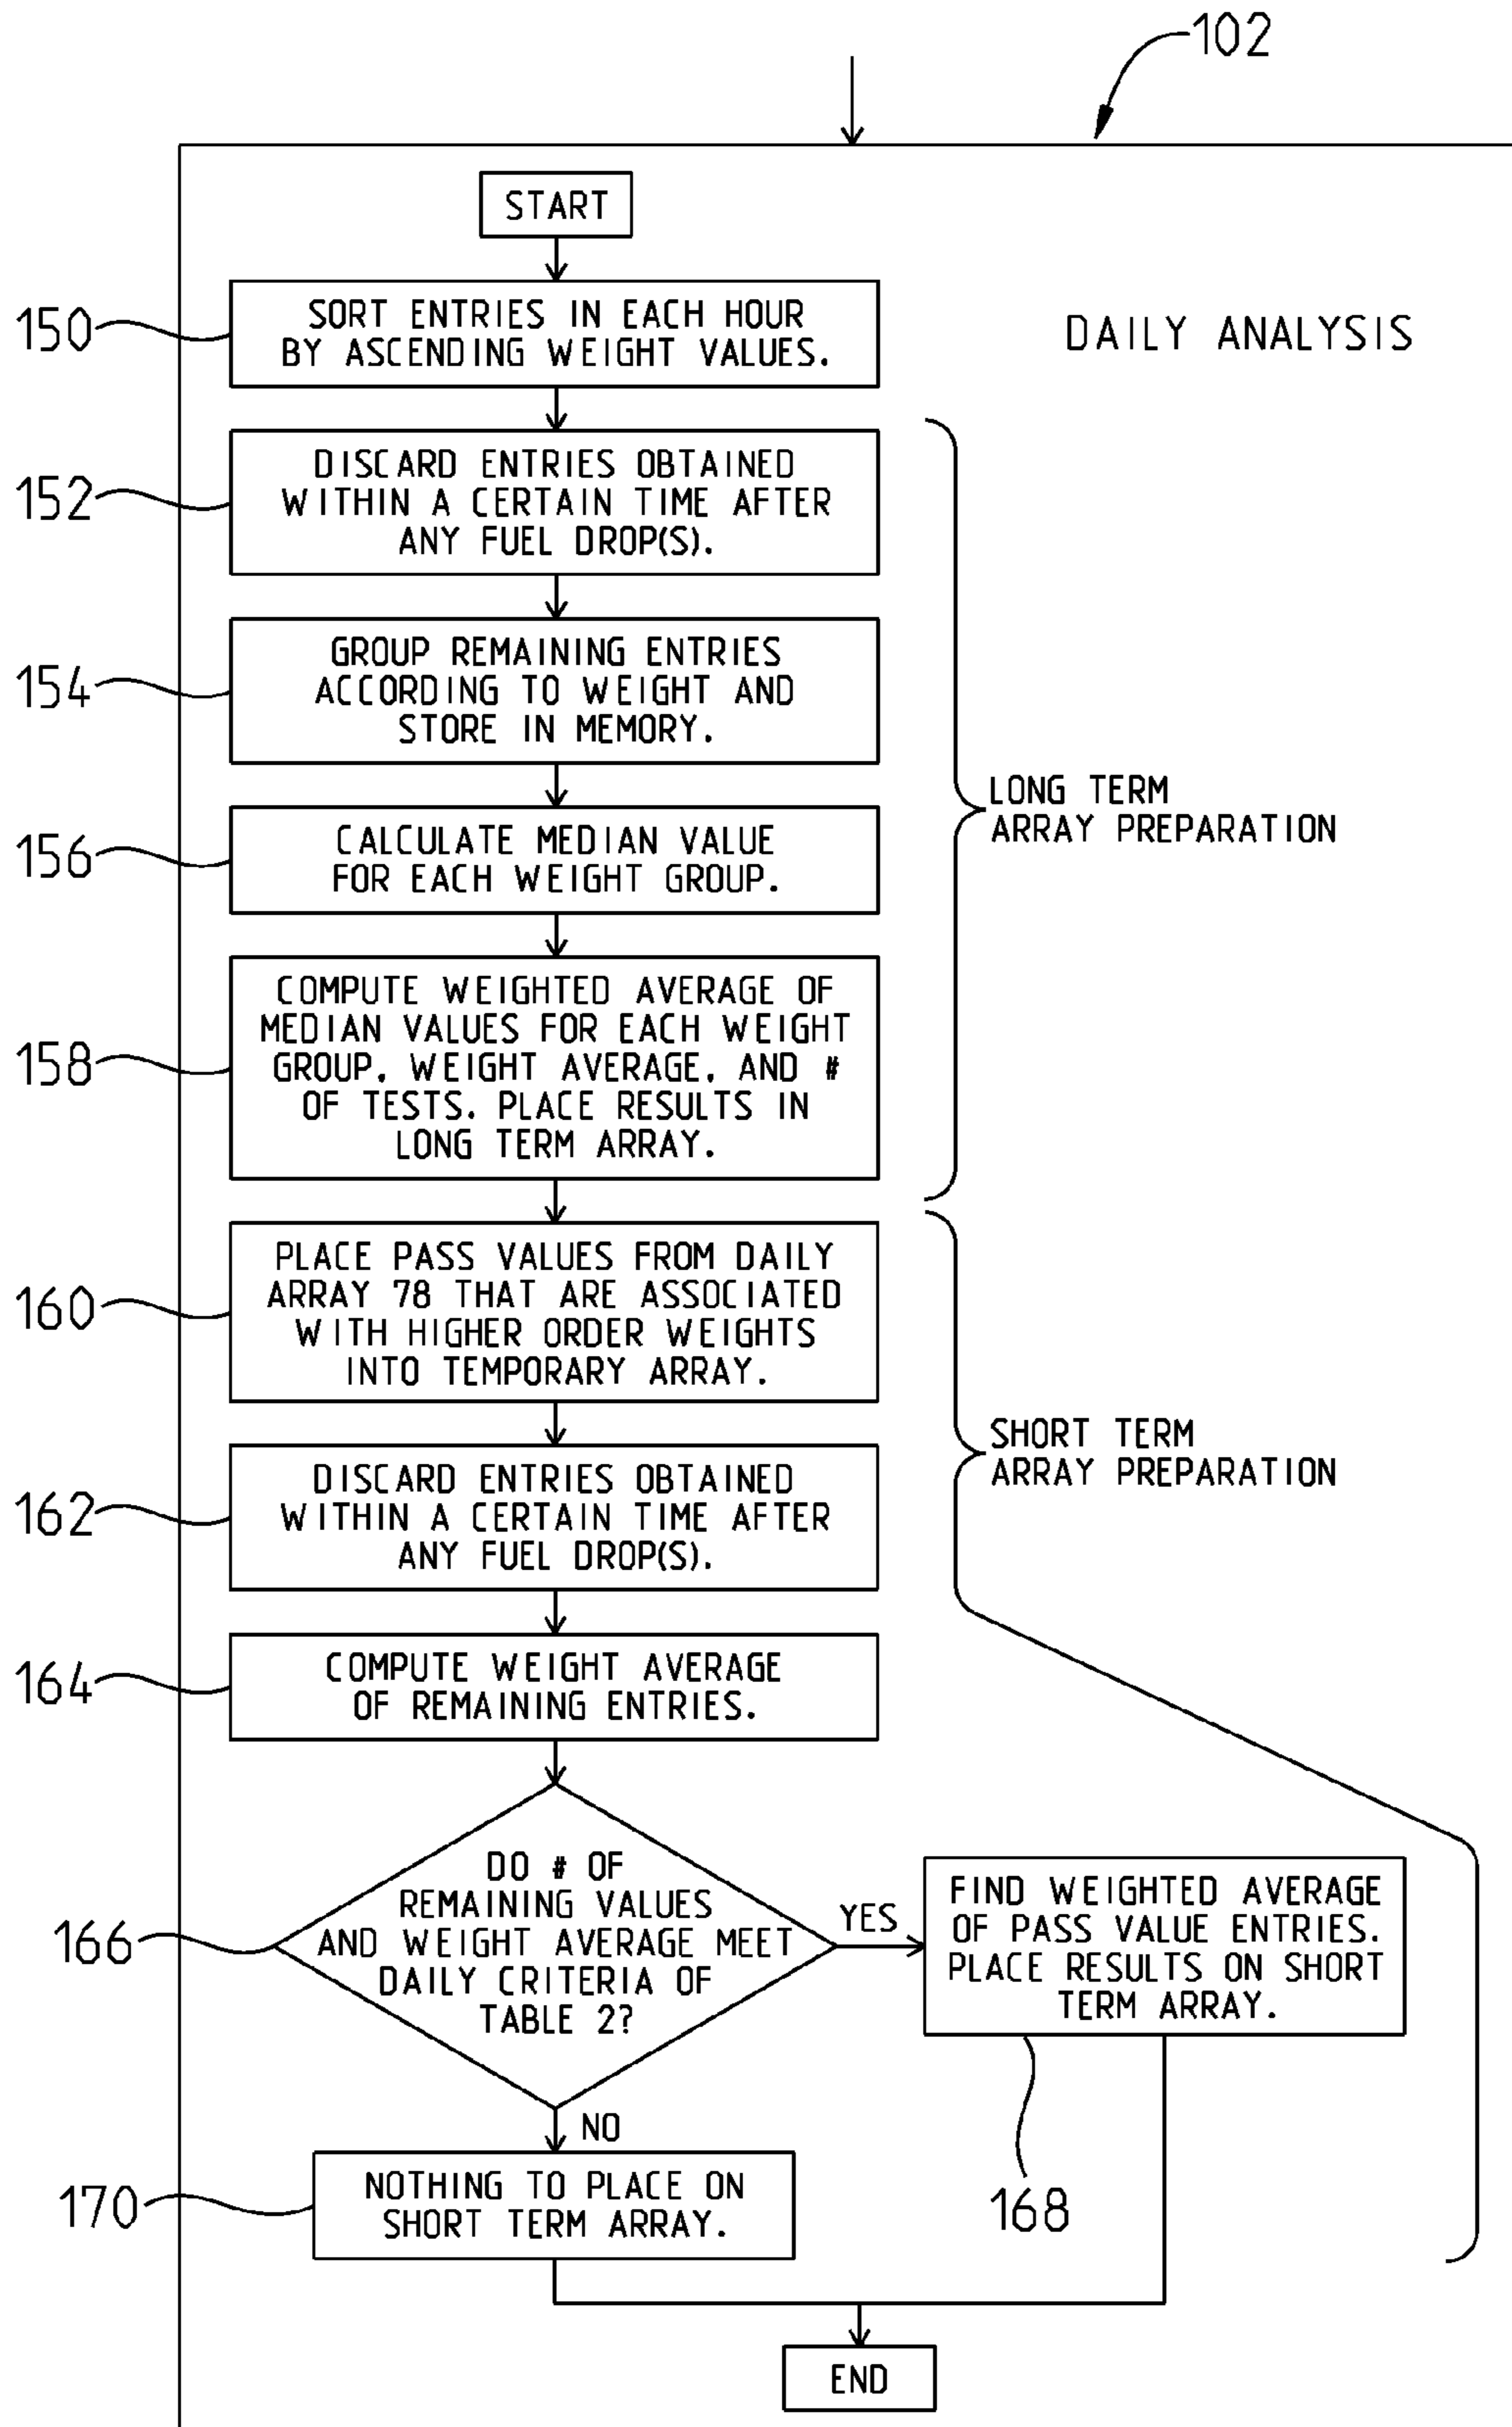 102
START
150
SORT ENTRIES IN EACH HOUR
BY ASCENDING WEIGHT VALUES.
DAILY ANALYSIS
152
DISCARD ENTRIES OBTAINED
WITHIN A CERTAIN TIME AFTER
ANY FUEL DROP(S).
154
GROUP REMAINING ENTRIES
ACCORDING TO WEIGHT AND
STORE IN MEMORY.
LONG TERM
ARRAY PREPARATION
156
CALCULATE MEDIAN VALUE
FOR EACH WEIGHT GROUP.
158
COMPUTE WEIGHTED AVERAGE OF
MEDIAN VALUES FOR EACH WEIGHT
GROUP, WEIGHT AVERAGE, AND #
OF TESTS. PLACE RESULTS IN
LONG TERM ARRAY.
160
PLACE PASS VALUES FROM DAILY
ARRAY 78 THAT ARE ASSOCIATED
WITH HIGHER ORDER WEIGHTS
INTO TEMPORARY ARRAY.
SHORT TERM
ARRAY PREPARATION
162
DISCARD ENTRIES OBTAINED
WITHIN A CERTAIN TIME AFTER
ANY FUEL DROP(S).
164
COMPUTE WEIGHT AVERAGE
OF REMAINING ENTRIES.
166
DO # OF
REMAINING VALUES
AND WEIGHT AVERAGE MEET
DAILY CRITERIA OF
TABLE 2?
YES
FIND WEIGHTED AVERAGE
OF PASS VALUE ENTRIES.
PLACE RESULTS ON SHORT
TERM ARRAY.
168
NO
170
NOTHING TO PLACE ON
SHORT TERM ARRAY.
END